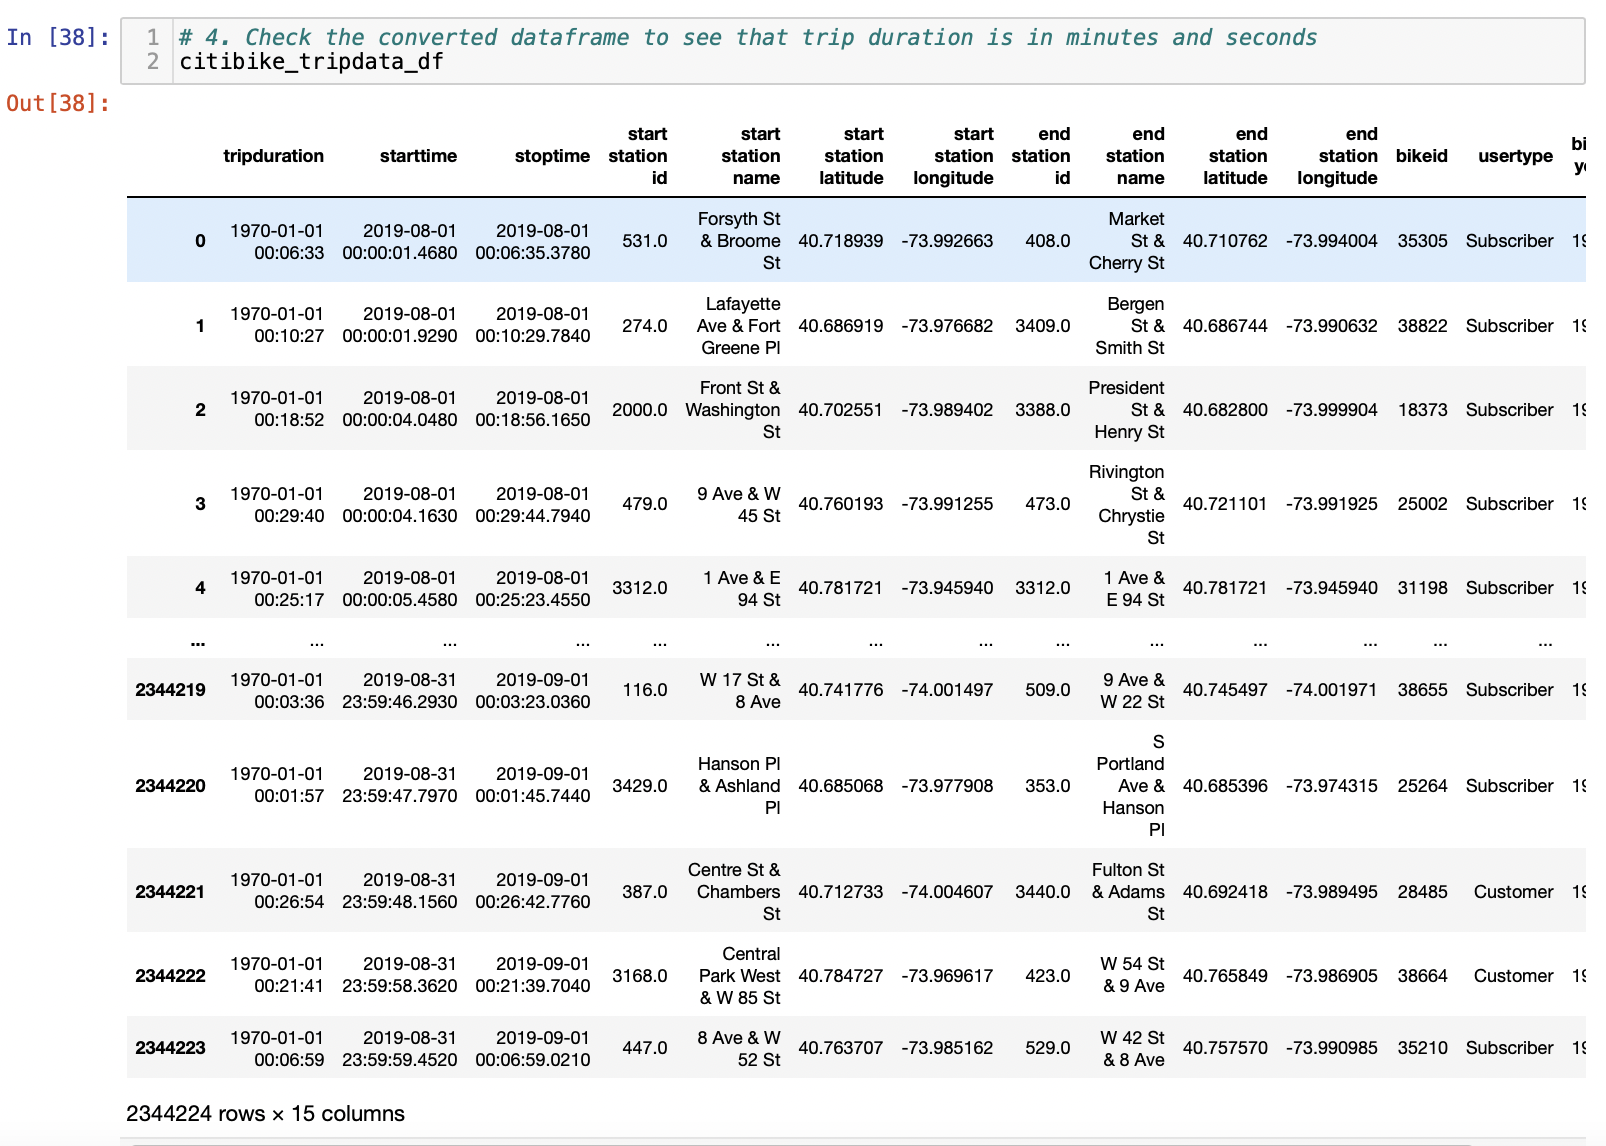 In [38]:
1 # 4. Check the converted dataframe to see that trip duration is in minutes and seconds
2 citibike_tripdata_df
Out[38]:
tripduration starttime stoptime start station id start station name start station latitude start station longitude end station id end station name end station latitude end station longitude bikeid usertype bi y
0 1970-01-01 00:06:33 2019-08-01 00:00:01.4680 2019-08-01 00:06:35.3780 531.0 Forsyth St & Broome St 40.718939 -73.992663 408.0 Market St & Cherry St 40.710762 -73.994004 35305 Subscriber 19
1 1970-01-01 00:10:27 2019-08-01 00:00:01.9290 2019-08-01 00:10:29.7840 274.0 Lafayette Ave & Fort Greene Pl 40.686919 -73.976682 3409.0 Bergen St & Smith St 40.686744 -73.990632 38822 Subscriber 19
2 1970-01-01 00:18:52 2019-08-01 00:00:04.0480 2019-08-01 00:18:56.1650 2000.0 Front St & Washington St 40.702551 -73.989402 3388.0 President St & Henry St 40.682800 -73.999904 18373 Subscriber 19
3 1970-01-01 00:29:40 2019-08-01 00:00:04.1630 2019-08-01 00:29:44.7940 479.0 9 Ave & W 45 St 40.760193 -73.991255 473.0 Rivington St & Chrystie St 40.721101 -73.991925 25002 Subscriber 19
4 1970-01-01 00:25:17 2019-08-01 00:00:05.4580 2019-08-01 00:25:23.4550 3312.0 1 Ave & E 94 St 40.781721 -73.945940 3312.0 1 Ave & E 94 St 40.781721 -73.945940 31198 Subscriber 19
... ... ... ... ... ... ... ... ... ... ... ... ... ...
2344219 1970-01-01 00:03:36 2019-08-31 23:59:46.2930 2019-09-01 00:03:23.0360 116.0 W 17 St & 8 Ave 40.741776 -74.001497 509.0 9 Ave & W 22 St 40.745497 -74.001971 38655 Subscriber 19
2344220 1970-01-01 00:01:57 2019-08-31 23:59:47.7970 2019-09-01 00:01:45.7440 3429.0 Hanson Pl & Ashland Pl 40.685068 -73.977908 353.0 S Portland Ave & Hanson Pl 40.685396 -73.974315 25264 Subscriber 19
2344221 1970-01-01 00:26:54 2019-08-31 23:59:48.1560 2019-09-01 00:26:42.7760 387.0 Centre St & Chambers St 40.712733 -74.004607 3440.0 Fulton St & Adams St 40.692418 -73.989495 28485 Customer 19
2344222 1970-01-01 00:21:41 2019-08-31 23:59:58.3620 2019-09-01 00:21:39.7040 3168.0 Central Park West & W 85 St 40.784727 -73.969617 423.0 W 54 St & 9 Ave 40.765849 -73.986905 38664 Customer 19
2344223 1970-01-01 00:06:59 2019-08-31 23:59:59.4520 2019-09-01 00:06:59.0210 447.0 8 Ave & W 52 St 40.763707 -73.985162 529.0 W 42 St & 8 Ave 40.757570 -73.990985 35210 Subscriber 19
2344224 rows × 15 columns